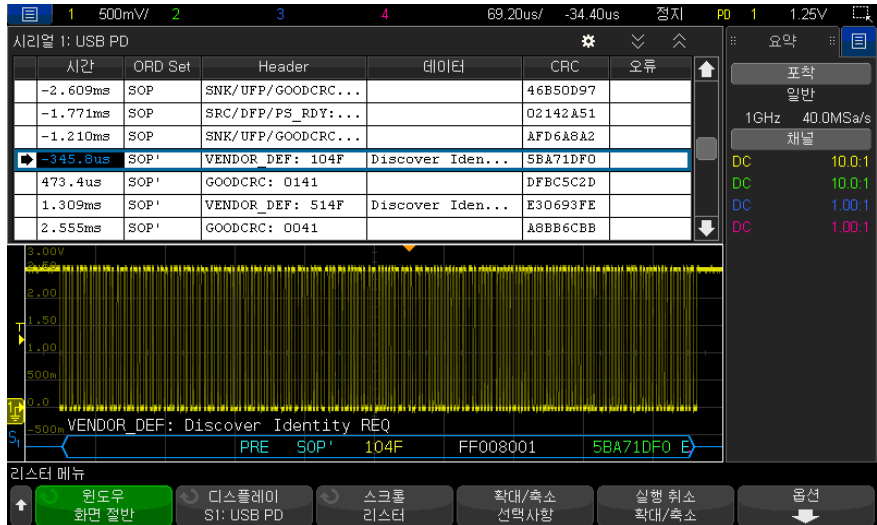 1 500mV/ 2 3 4 69.20us/ -34.40us 정지 PD 1 1.25V
시리얼 1: USB PD
시간 ORD Set Header 데이터 CRC 오류
-2.609ms SOP SNK/UFP/GOODCRC... 46B50D97
-1.771ms SOP SRC/DFP/PS_RDY:... 02142A51
-1.210ms SOP SNK/UFP/GOODCRC... AFD6A8A2
-345.8us SOP' VENDOR_DEF: 104F Discover Iden... 5BA71DF0
473.4us SOP' GOODCRC: 0141 DFBC5C2D
1.309ms SOP' VENDOR_DEF: 514F Discover Iden... E30693FE
2.555ms SOP' GOODCRC: 0041 A8BB6CBB
요약
포착
일반
1GHz 40.0MSa/s
채널
DC 10.0:1
DC 10.0:1
DC 1.00:1
DC 1.00:1
3.00V
2.00
T 1.50
1.00
500m
0.0
-500m
VENDOR_DEF: Discover Identity REQ
S1 PRE SOP' 104F FF008001 5BA71DF0 E
리스터 메뉴
윈도우
화면 절반
디스플레이
S1: USB PD
스크롤
리스터
확대/축소
선택사항
실행 취소
확대/축소
옵션